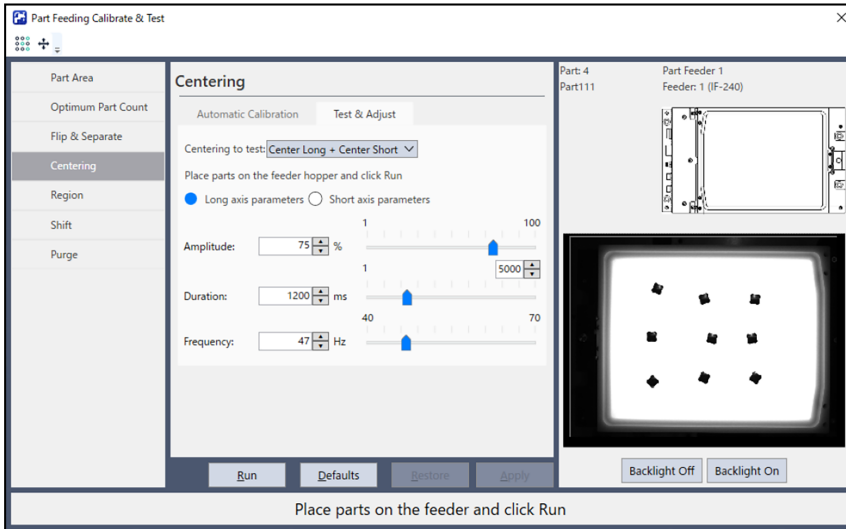 Part Feeding Calibrate & Test
Part Area
Optimum Part Count
Flip & Separate
Centering
Region
Shift
Purge
Centering
Automatic Calibration Test & Adjust
Centering to test: Center Long + Center Short
Place parts on the feeder hopper and click Run
Long axis parameters Short axis parameters
1 100
Amplitude: 75 %
1 5000
Duration: 1200 ms
40 70
Frequency: 47 Hz
Run Defaults Restore Apply
Part: 4 Part Feeder 1
Part111 Feeder: 1 (IF-240)
Backlight Off Backlight On
Place parts on the feeder and click Run